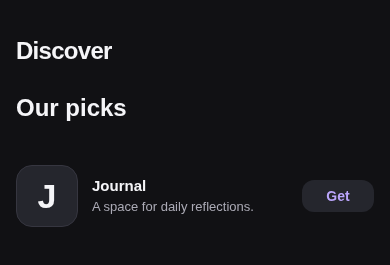 Discover
Our picks
J
Journal
A space for daily reflections.
Get